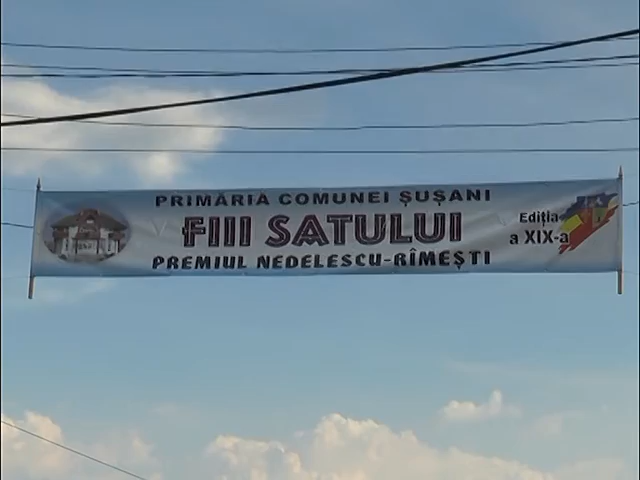 PRIMĂRIA COMUNEI ȘUȘANI
FIII SATULUI
PREMIUL NEDELESCU-RÎMEȘTI
Ediția
a XIX-a